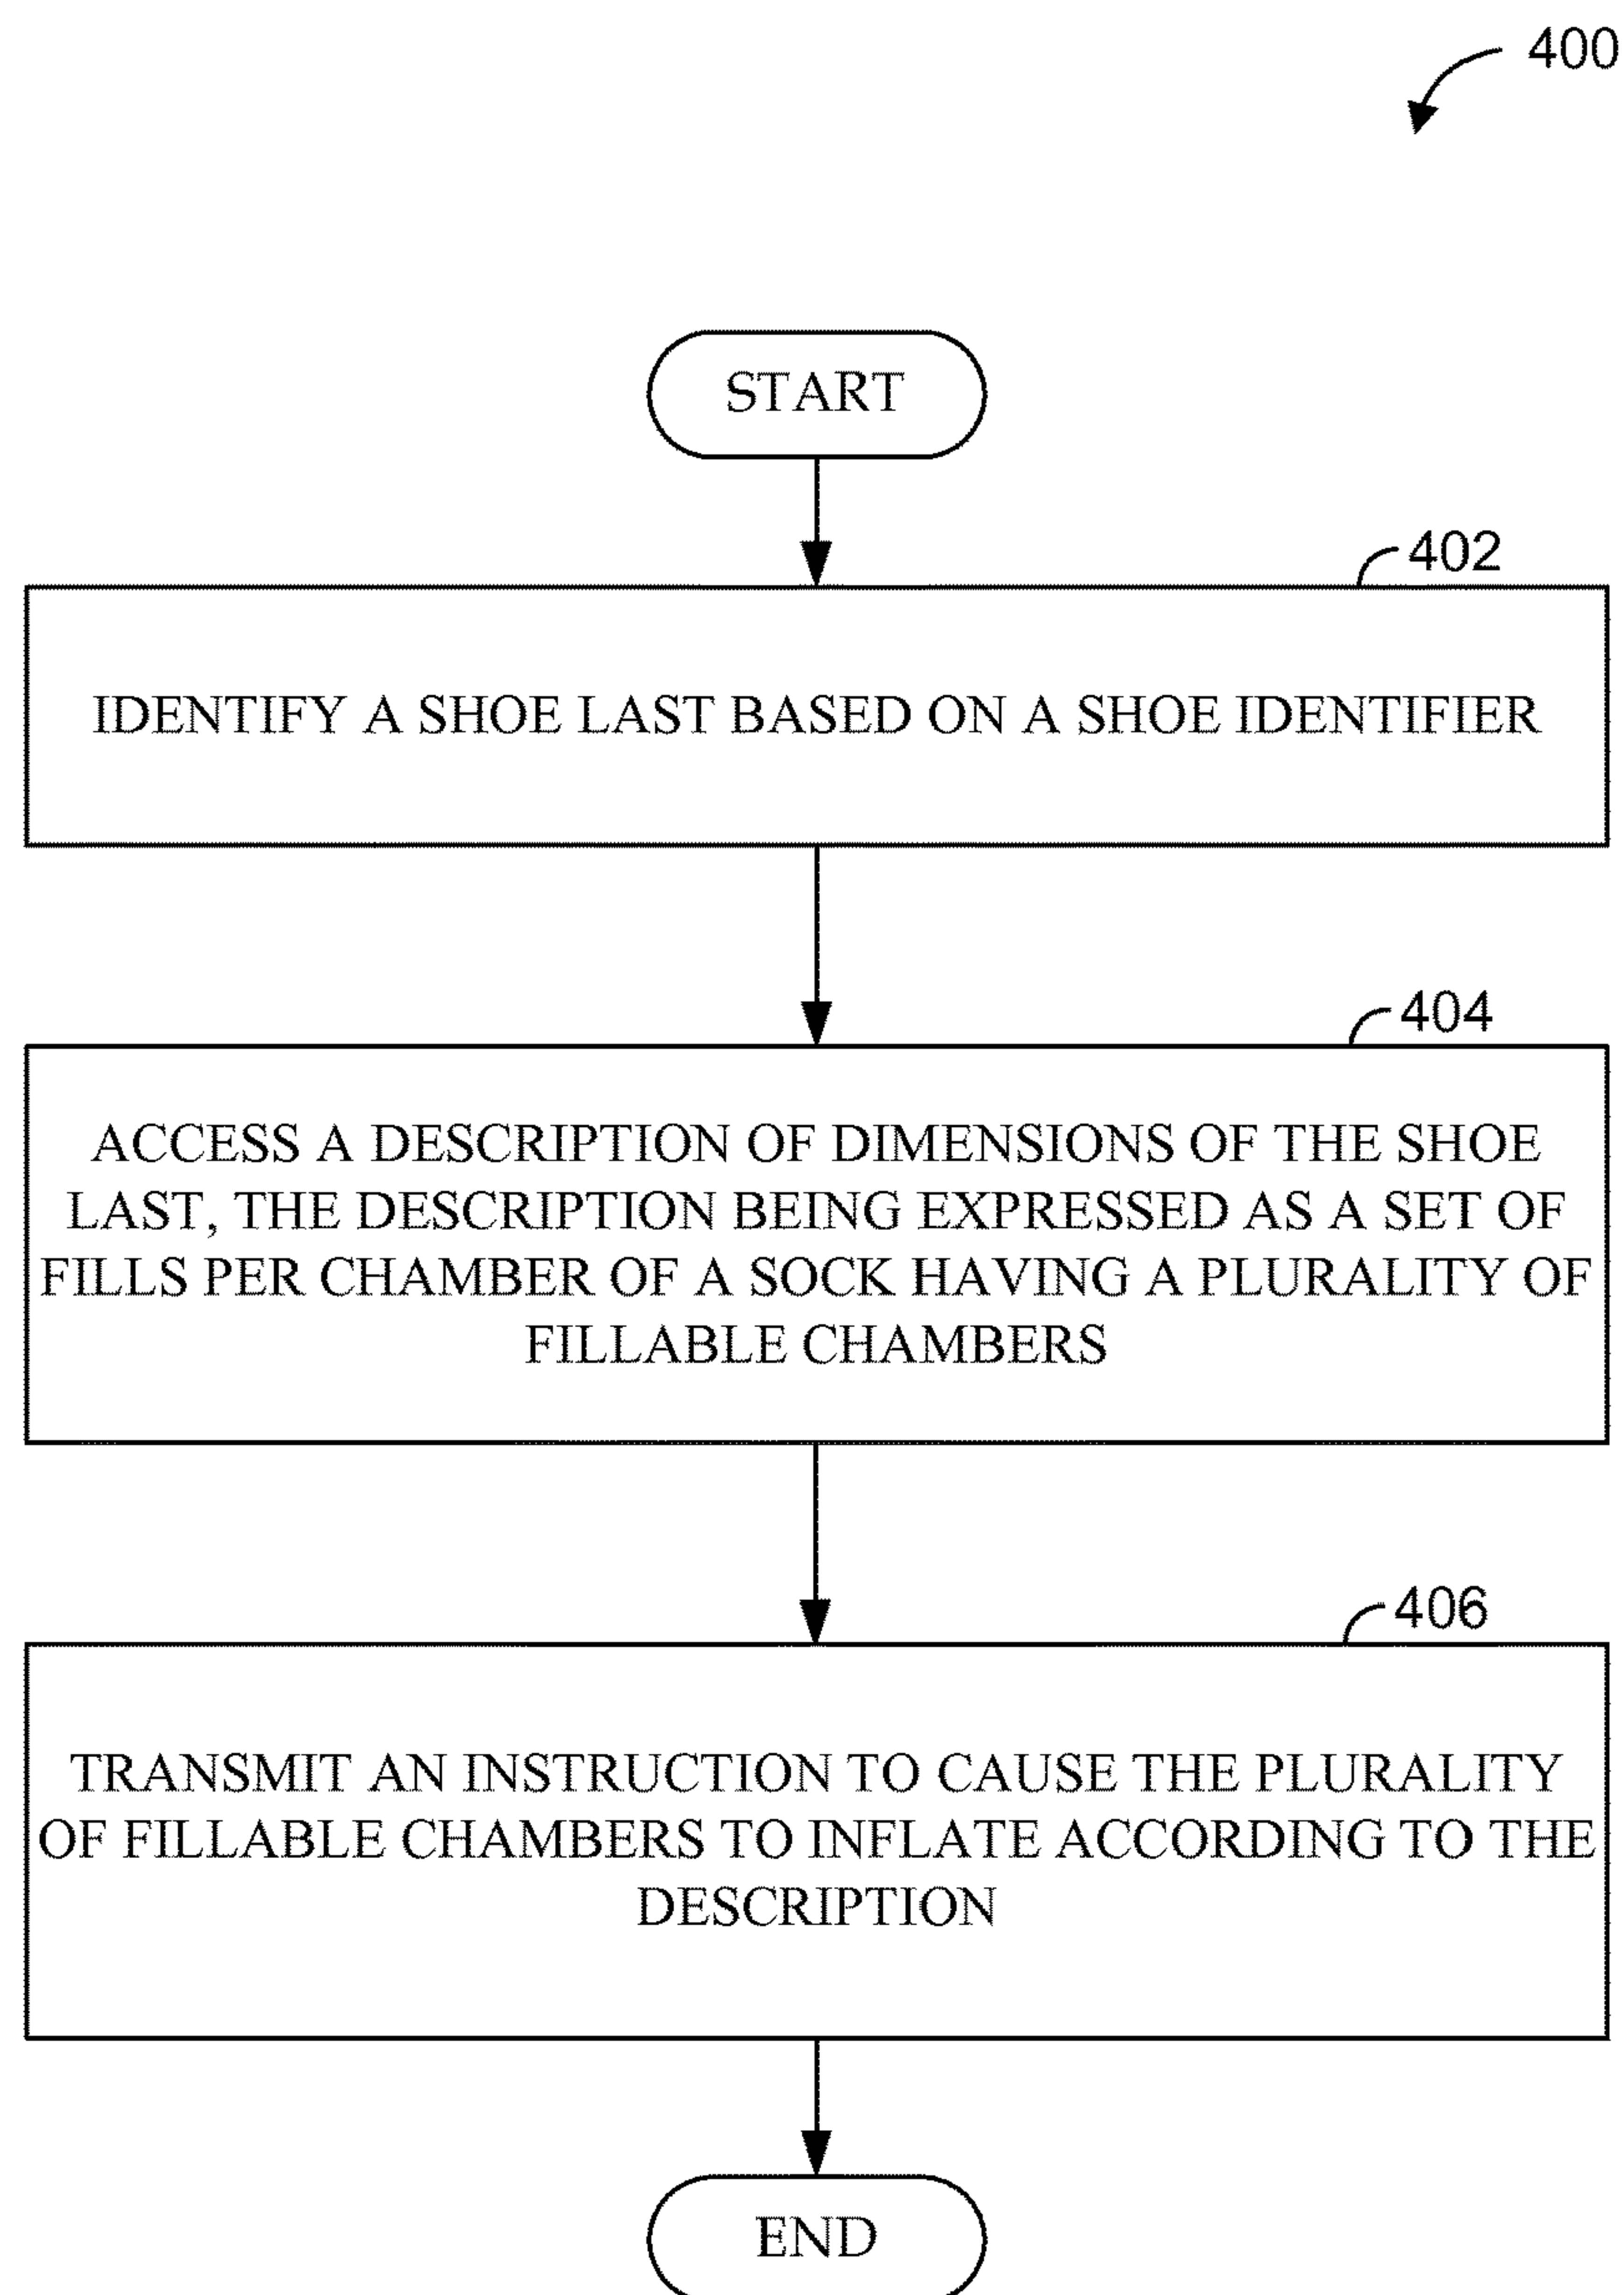 400
START
402
IDENTIFY A SHOE LAST BASED ON A SHOE IDENTIFIER
404
ACCESS A DESCRIPTION OF DIMENSIONS OF THE SHOE
LAST, THE DESCRIPTION BEING EXPRESSED AS A SET OF
FILLS PER CHAMBER OF A SOCK HAVING A PLURALITY OF
FILLABLE CHAMBERS
406
TRANSMIT AN INSTRUCTION TO CAUSE THE PLURALITY
OF FILLABLE CHAMBERS TO INFLATE ACCORDING TO THE
DESCRIPTION
END